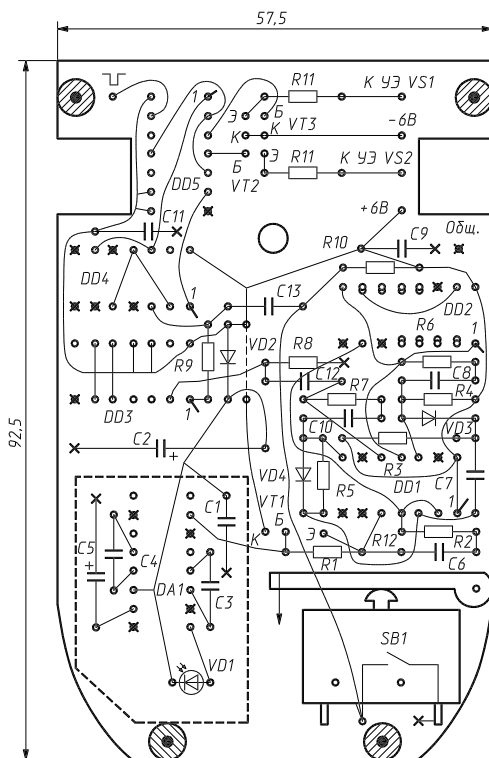 57,5
1
R11
К УЭ VS1
Э
Б
К
К VT3
−6В
Э
Б
R11
К УЭ VS2
DD5
VT2
+6В
C11
R10
C9
Общ.
DD4
1
C13
DD2
R6
1
VD2
R8
R9
C12
C8
R7
R4
DD3
1
C10
VD3
92,5
C2
+
R3
VD4
C7
DD1
VT1
R5
1
C1
Б
К
Э
R12
R2
C5
+
C4
R1
C6
DA1
C3
SB1
VD1